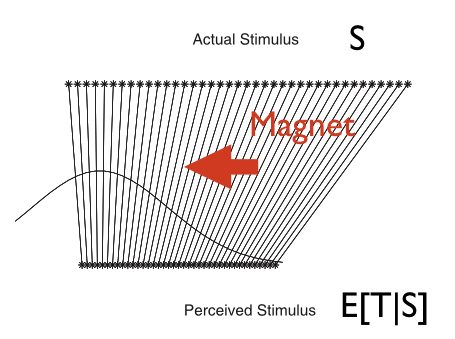 Actual Stimulus S
Magnet
Perceived Stimulus E[T|S]